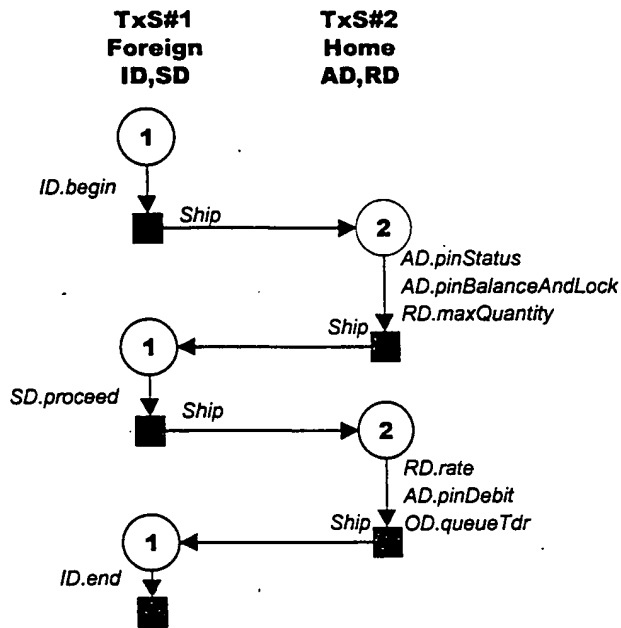 TxS#1 TxS#2
Foreign Home
ID,SD AD,RD
1
ID.begin
Ship
2
AD.pinStatus
AD.pinBalanceAndLock
RD.maxQuantity
Ship
1
SD.proceed
Ship
2
RD.rate
AD.pinDebit
OD.queueTdr
Ship
1
ID.end